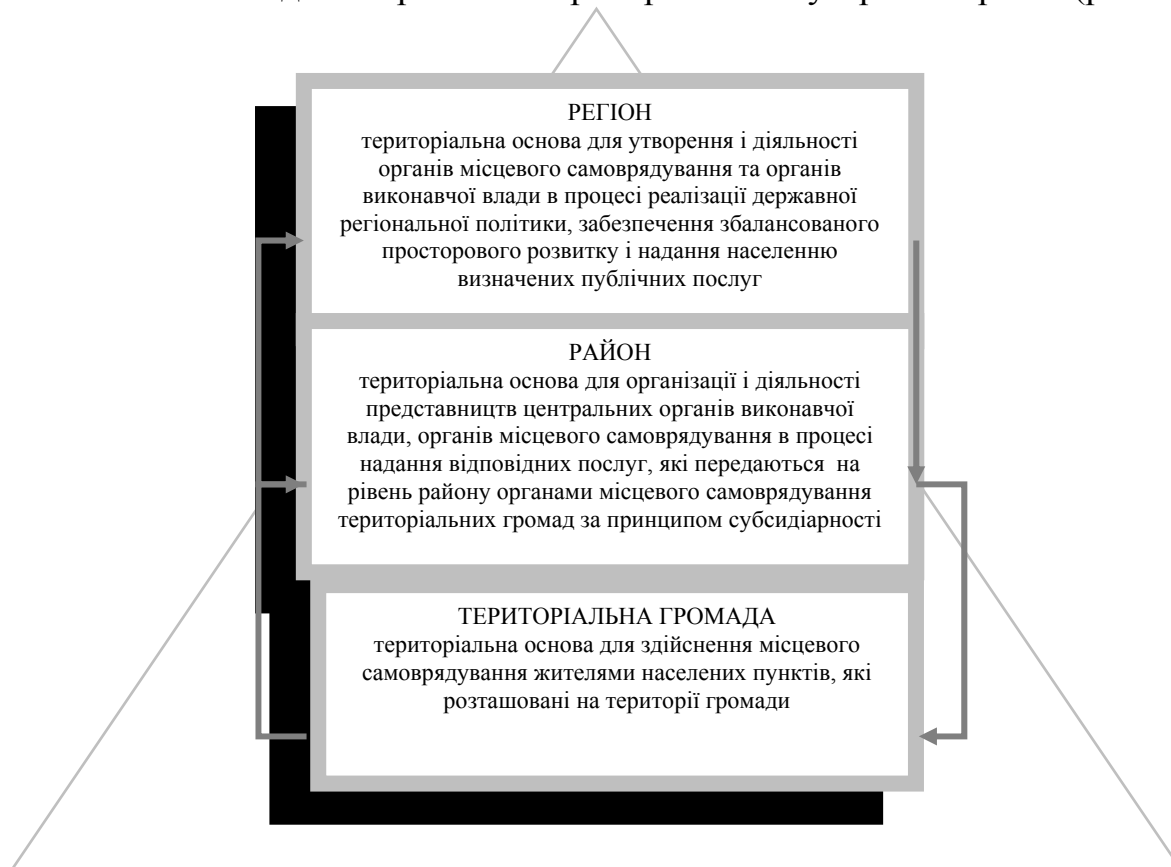 РЕГІОН
територіальна основа для утворення і діяльності
органів місцевого самоврядування та органів
виконавчої влади в процесі реалізації державної
регіональної політики, забезпечення збалансованого
просторового розвитку і надання населенню
визначених публічних послуг
РАЙОН
територіальна основа для організації і діяльності
представництв центральних органів виконавчої
влади, органів місцевого самоврядування в процесі
надання відповідних послуг, які передаються на
рівень району органами місцевого самоврядування
територіальних громад за принципом субсидіарності
ТЕРИТОРІАЛЬНА ГРОМАДА
територіальна основа для здійснення місцевого
самоврядування жителями населених пунктів, які
розташовані на території громади